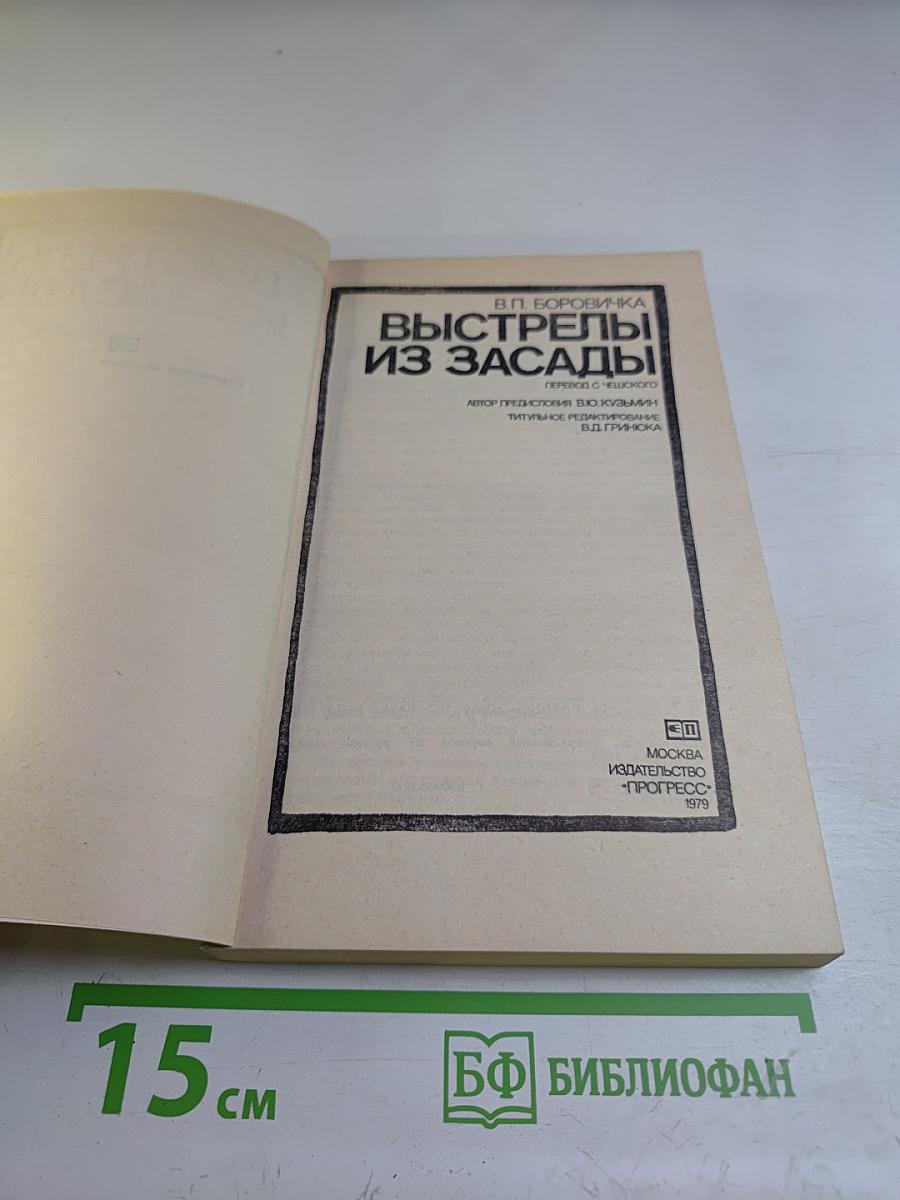 В.П. БОРОВИЧКА
ВЫСТРЕЛЫ
ИЗ ЗАСАДЫ
ПЕРЕВОД С ЧЕШСКОГО
АВТОР ПРЕДИСЛОВИЯ В.Ю. КУЗЬМИН
ТИТУЛЬНОЕ РЕДАКТИРОВАНИЕ
В.Д. ГРИНЮКА
МОСКВА
ИЗДАТЕЛЬСТВО
«ПРОГРЕСС»
1979
15 см
БФ БИБЛИОФАН